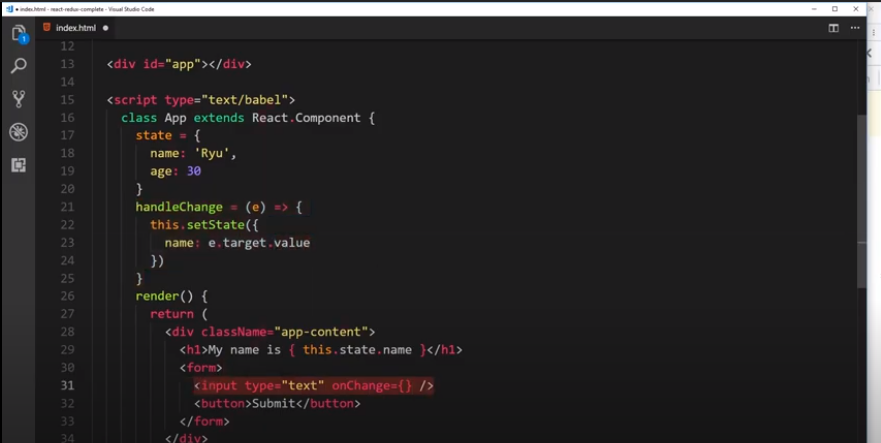 index.html - react-redux-complete - Visual Studio Code
index.html
1
12
13 <div id="app"></div>
14
15 <script type="text/babel">
16 class App extends React.Component {
17 state = {
18 name: 'Ryu',
19 age: 30
20 }
21 handleChange = (e) => {
22 this.setState({
23 name: e.target.value
24 })
25 }
26 render() {
27 return (
28 <div className="app-content">
29 <h1>My name is { this.state.name }</h1>
30 <form>
31 <input type="text" onChange={} />
32 <button>Submit</button>
33 </form>
34 </div>